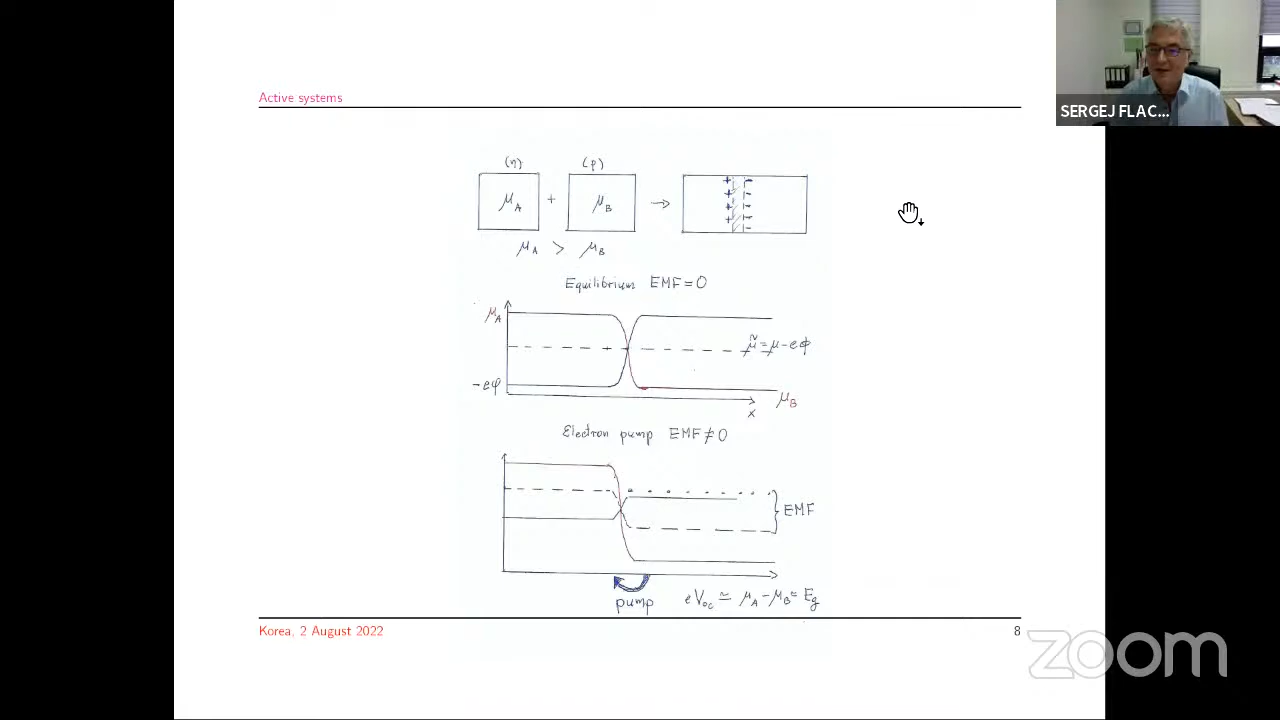 SERGEJ FLAC...
Active systems
(n) (p)
μA + μB →
μA > μB
Equilibrium EMF = 0
μA
μ̃ = μ - eφ
-eφ
x
μB
Electron pump EMF ≠ 0
EMF
pump
eVoc ≃ μA - μB ≈ Eg
Korea, 2 August 2022
8
zoom